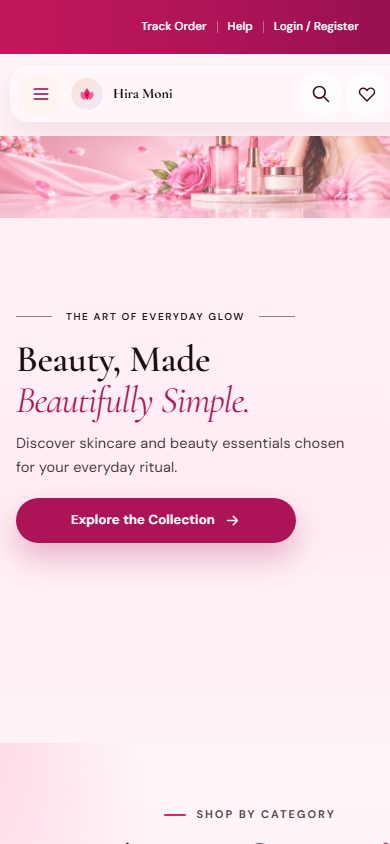 Track Order
Help
Login / Register
Hira Moni
THE ART OF EVERYDAY GLOW
Beauty, Made
Beautifully Simple.
Discover skincare and beauty essentials chosen
for your everyday ritual.
Explore the Collection
SHOP BY CATEGORY